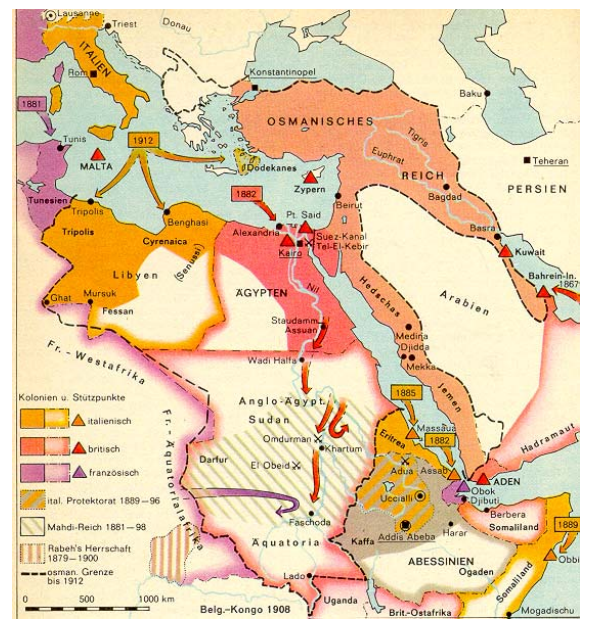 Lausanne
Triest
Donau
ITALIEN
Rom
Konstantinopel
Baku
1881
OSMANISCHES
Tigris
Tunis
1912
Euphrat
Teheran
MALTA
Dodekanes
REICH
Zypern
PERSIEN
Tunesien
1882
Bagdad
Beirut
Tripolis
Pt. Said
Benghasi
Basra
Alexandria
Suez-Kanal
Tripolis
Cyrenaica
Tel-El-Kebir
Kuwait
Kairo
(Senussi)
Libyen
Bahrein-In.
1867
Nil
Hedschas
Ghat
Mursuk
ÄGYPTEN
Arabien
Fessan
Staudamm
Assuan
Medina
Djidda
Fr.-Westafrika
Wadi Halfa
Mekka
Jemen
1885
Kolonien u. Stützpunkte
Anglo-Ägypt.
Sudan
Hadramaut
italienisch
Massaua
Fr.-Äquatorialafrika
Eritrea
1882
Omdurman
britisch
Khartum
Adua
Assab
ADEN
Darfur
El Obeid
französisch
Obok
Uccialli
Djibuti
ital. Protektorat 1889–96
Berbera
Faschoda
1889
Somaliland
Mahdi-Reich 1881–98
Addis Abeba
Harar
Kaffa
Äquatoria
Rabeh's Herrschaft
1879–1900
Obbi
ABESSINIEN
Ogaden
osman. Grenze
bis 1912
Lado
Somaliland
0 500 1000 km
Uganda
Belg.-Kongo 1908
Brit.-Ostafrika
Mogadischu